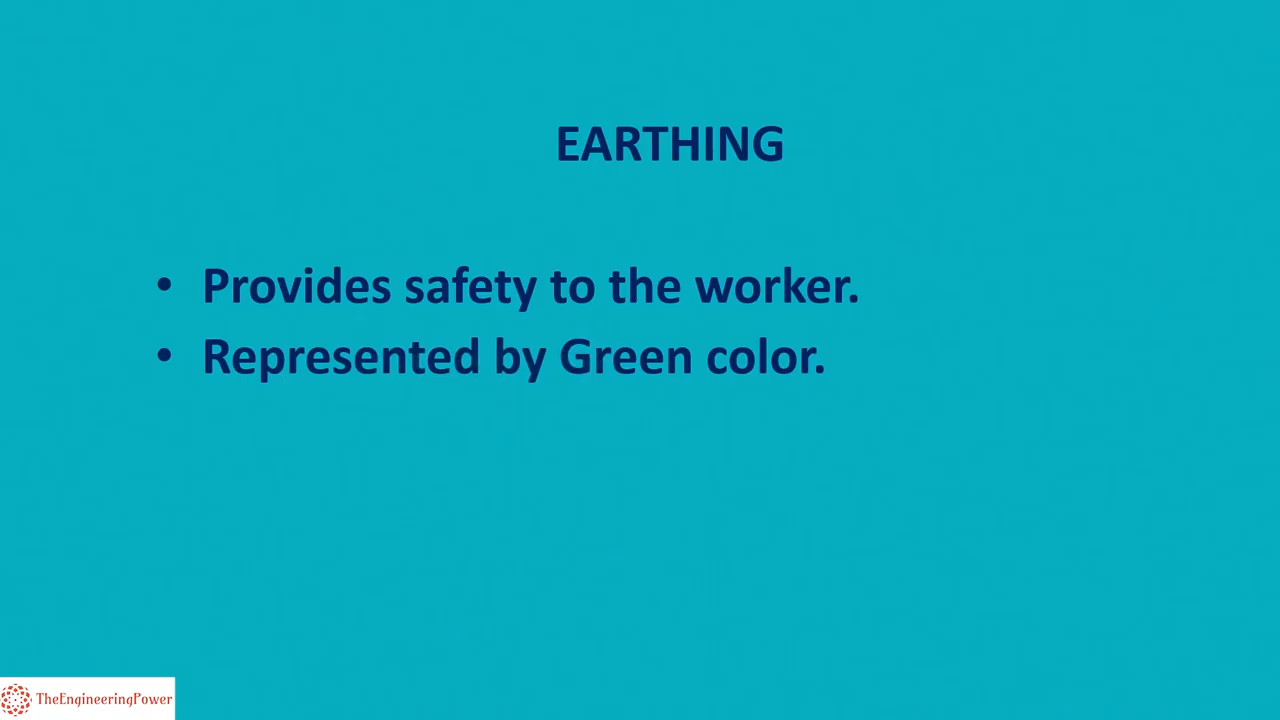 EARTHING
• Provides safety to the worker.
• Represented by Green color.
TheEngineeringPower